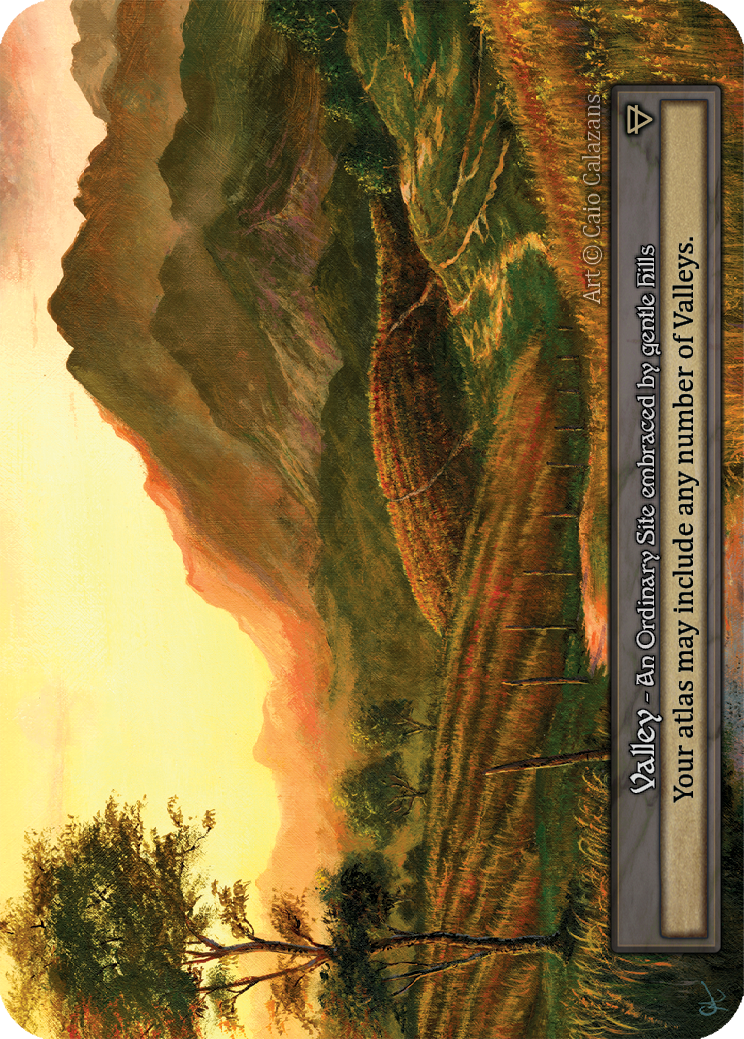 Art © Caio Calazans
Valley - An Ordinary Site embraced by gentle hills
Your atlas may include any number of Valleys.